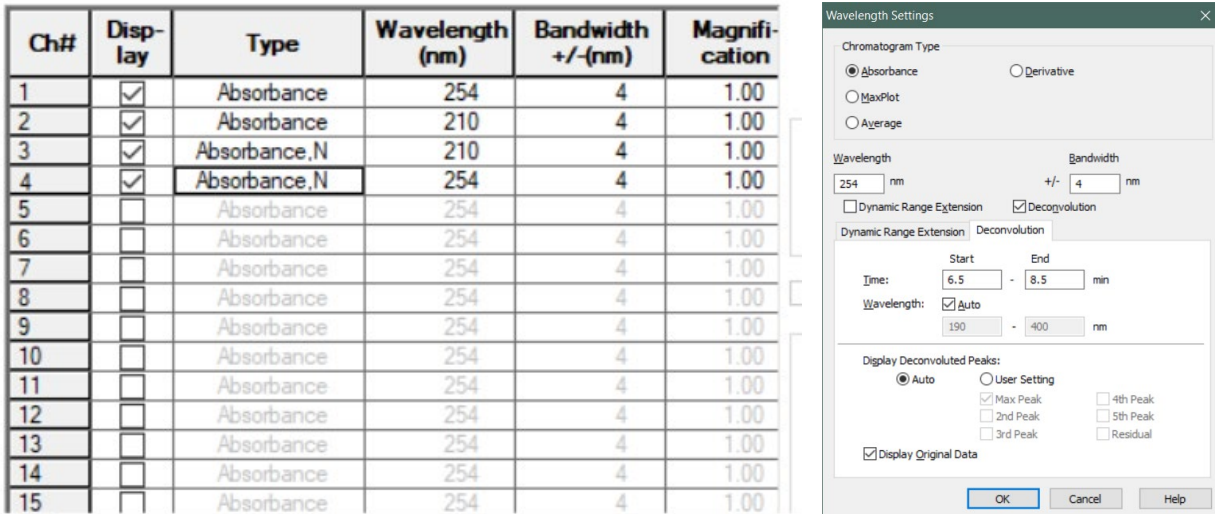 Ch# Disp-lay Type Wavelength (nm) Bandwidth +/-(nm) Magnifi-cation
1 Absorbance 254 4 1.00
2 Absorbance 210 4 1.00
3 Absorbance,N 210 4 1.00
4 Absorbance,N 254 4 1.00
5 Absorbance 254 4 1.00
6 Absorbance 254 4 1.00
7 Absorbance 254 4 1.00
8 Absorbance 254 4 1.00
9 Absorbance 254 4 1.00
10 Absorbance 254 4 1.00
11 Absorbance 254 4 1.00
12 Absorbance 254 4 1.00
13 Absorbance 254 4 1.00
14 Absorbance 254 4 1.00
15 Absorbance 254 4 1.00
Wavelength Settings
Chromatogram Type
Absorbance Derivative
MaxPlot
Average
Wavelength Bandwidth
254 nm +/- 4 nm
Dynamic Range Extension Deconvolution
Dynamic Range Extension Deconvolution
Start End
Time: 6.5 - 8.5 min
Wavelength: Auto
190 - 400 nm
Display Deconvoluted Peaks:
Auto User Setting
Max Peak 4th Peak
2nd Peak 5th Peak
3rd Peak Residual
Display Original Data
OK Cancel Help